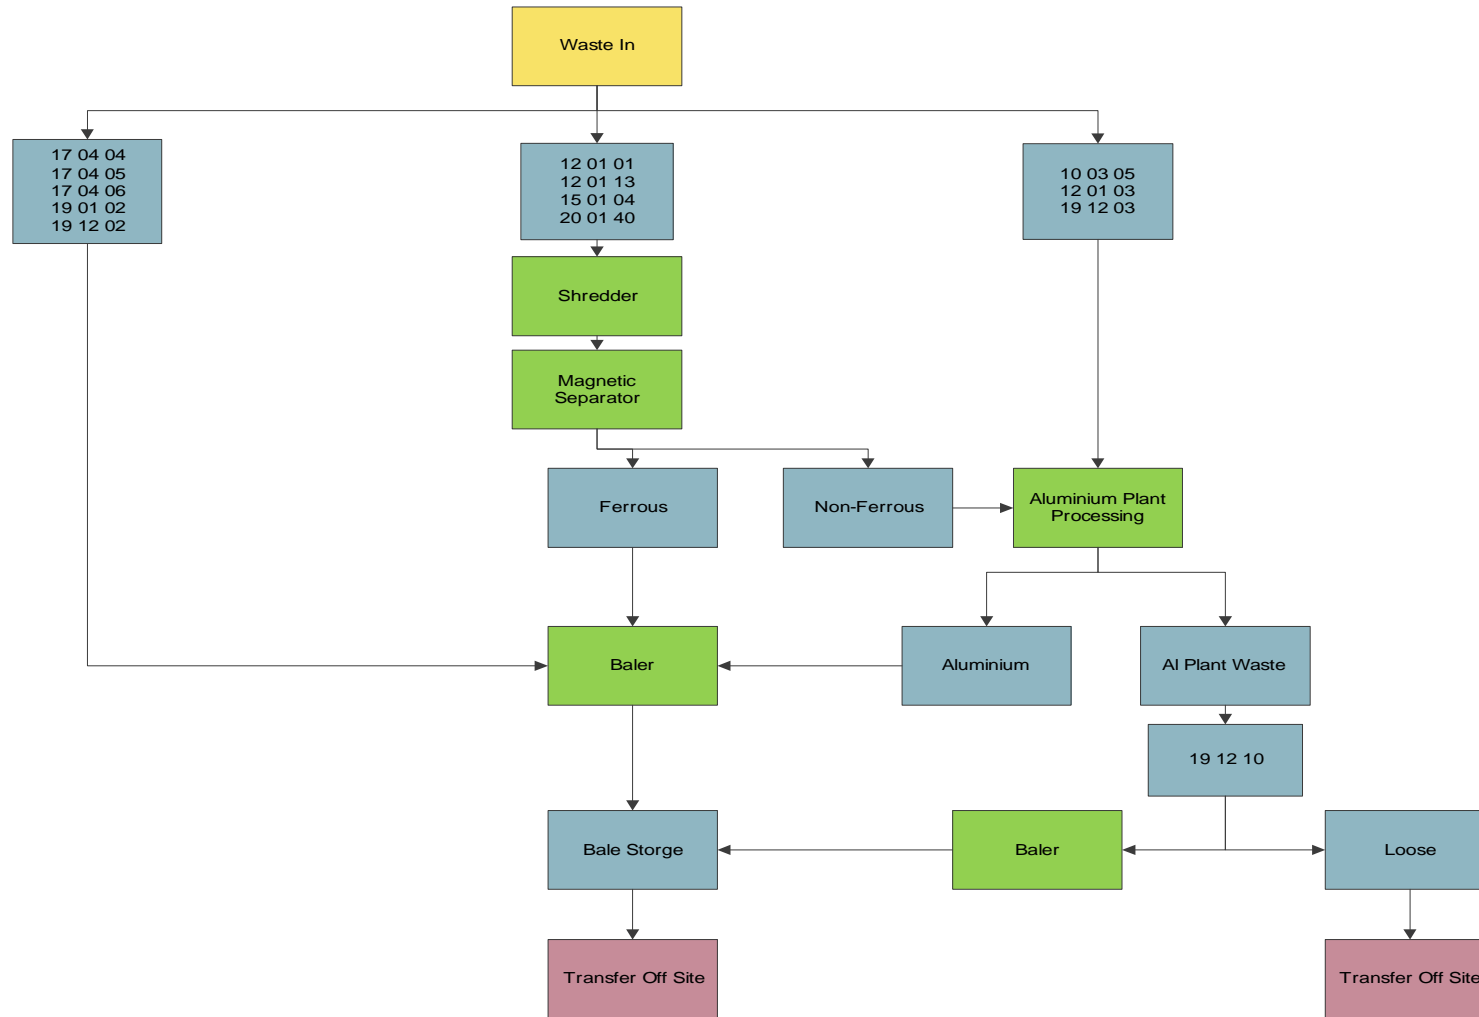 Waste In
17 04 04
17 04 05
17 04 06
19 01 02
19 12 02
12 01 01
12 01 13
15 01 04
20 01 40
10 03 05
12 01 03
19 12 03
Shredder
Magnetic
Separator
Ferrous
Non-Ferrous
Aluminium Plant
Processing
Baler
Aluminium
Al Plant Waste
19 12 10
Bale Storge
Baler
Loose
Transfer Off Site
Transfer Off Site